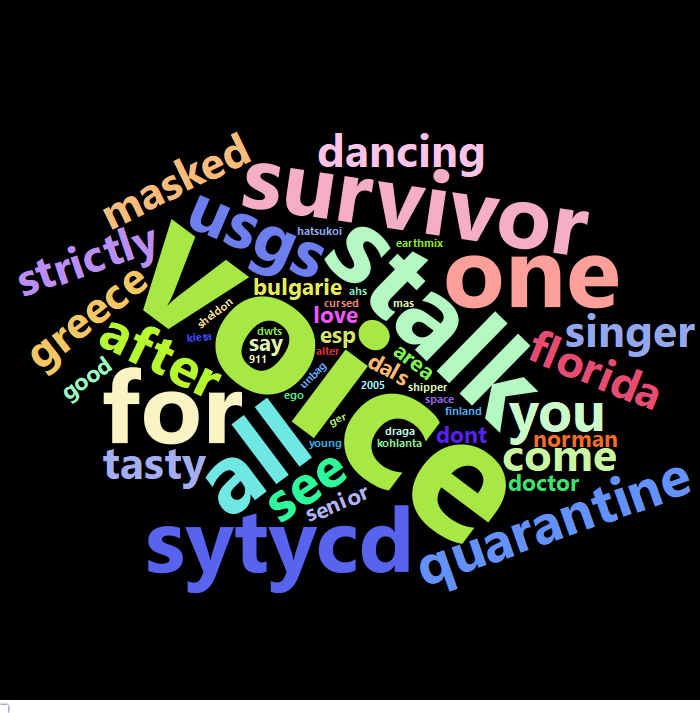 dancing
masked
survivor
usgs
hatsukoi
stalk
earthmix
strictly
voice
one
greece
bulgarie
ahs
cursed
mas
sheldon
love
singer
dwts
esp
kieta
say
after
alter
911
area
florida
good
dals
unbag
2005
shipper
ego
space
for
all
you
finland
ger
draga
dont
norman
young
kohlanta
tasty
see
come
senior
doctor
quarantine
sytycd